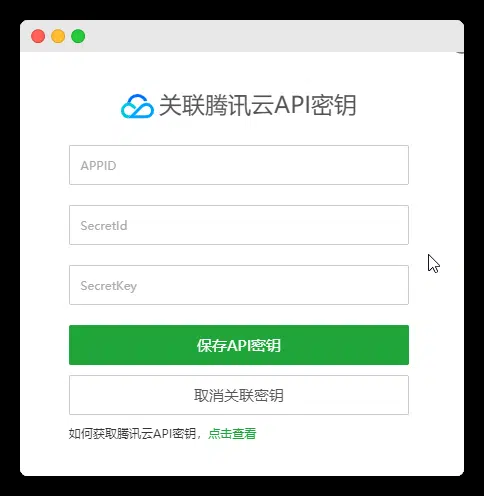 关联腾讯云API密钥
APPID
SecretId
SecretKey
保存API密钥
取消关联密钥
如何获取腾讯云API密钥，点击查看